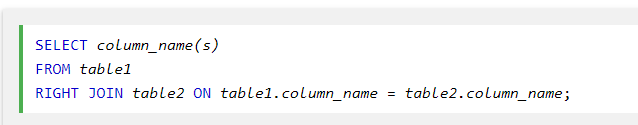 SELECT column_name(s)
FROM table1
RIGHT JOIN table2 ON table1.column_name = table2.column_name;